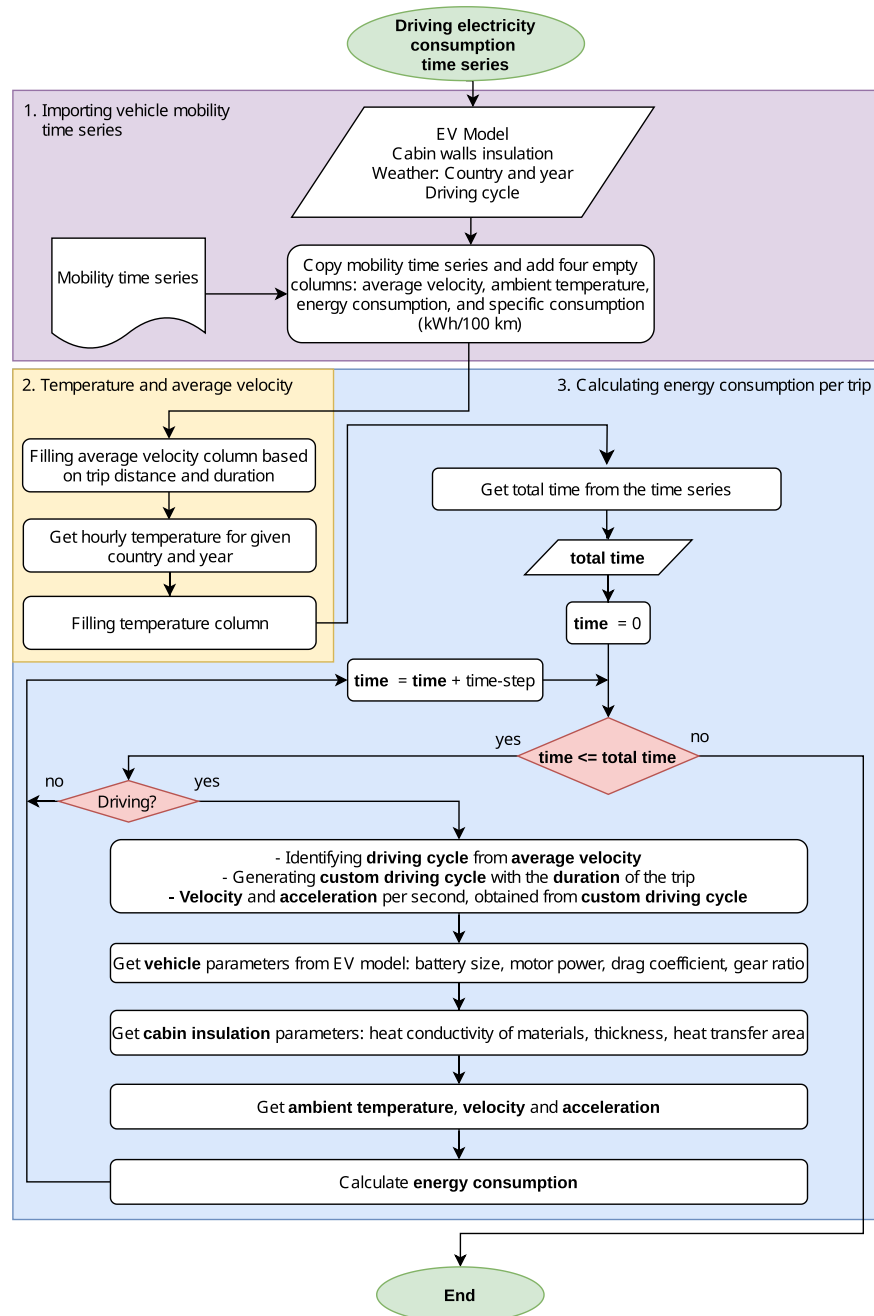 Driving electricity
consumption
time series
1. Importing vehicle mobility
time series
EV Model
Cabin walls insulation
Weather: Country and year
Driving cycle
Mobility time series
Copy mobility time series and add four empty
columns: average velocity, ambient temperature,
energy consumption, and specific consumption
(kWh/100 km)
2. Temperature and average velocity
3. Calculating energy consumption per trip
Filling average velocity column based
on trip distance and duration
Get hourly temperature for given
country and year
Filling temperature column
Get total time from the time series
total time
time = 0
time = time + time-step
time <= total time
yes
no
Driving?
no
yes
- Identifying driving cycle from average velocity
- Generating custom driving cycle with the duration of the trip
- Velocity and acceleration per second, obtained from custom driving cycle
Get vehicle parameters from EV model: battery size, motor power, drag coefficient, gear ratio
Get cabin insulation parameters: heat conductivity of materials, thickness, heat transfer area
Get ambient temperature, velocity and acceleration
Calculate energy consumption
End